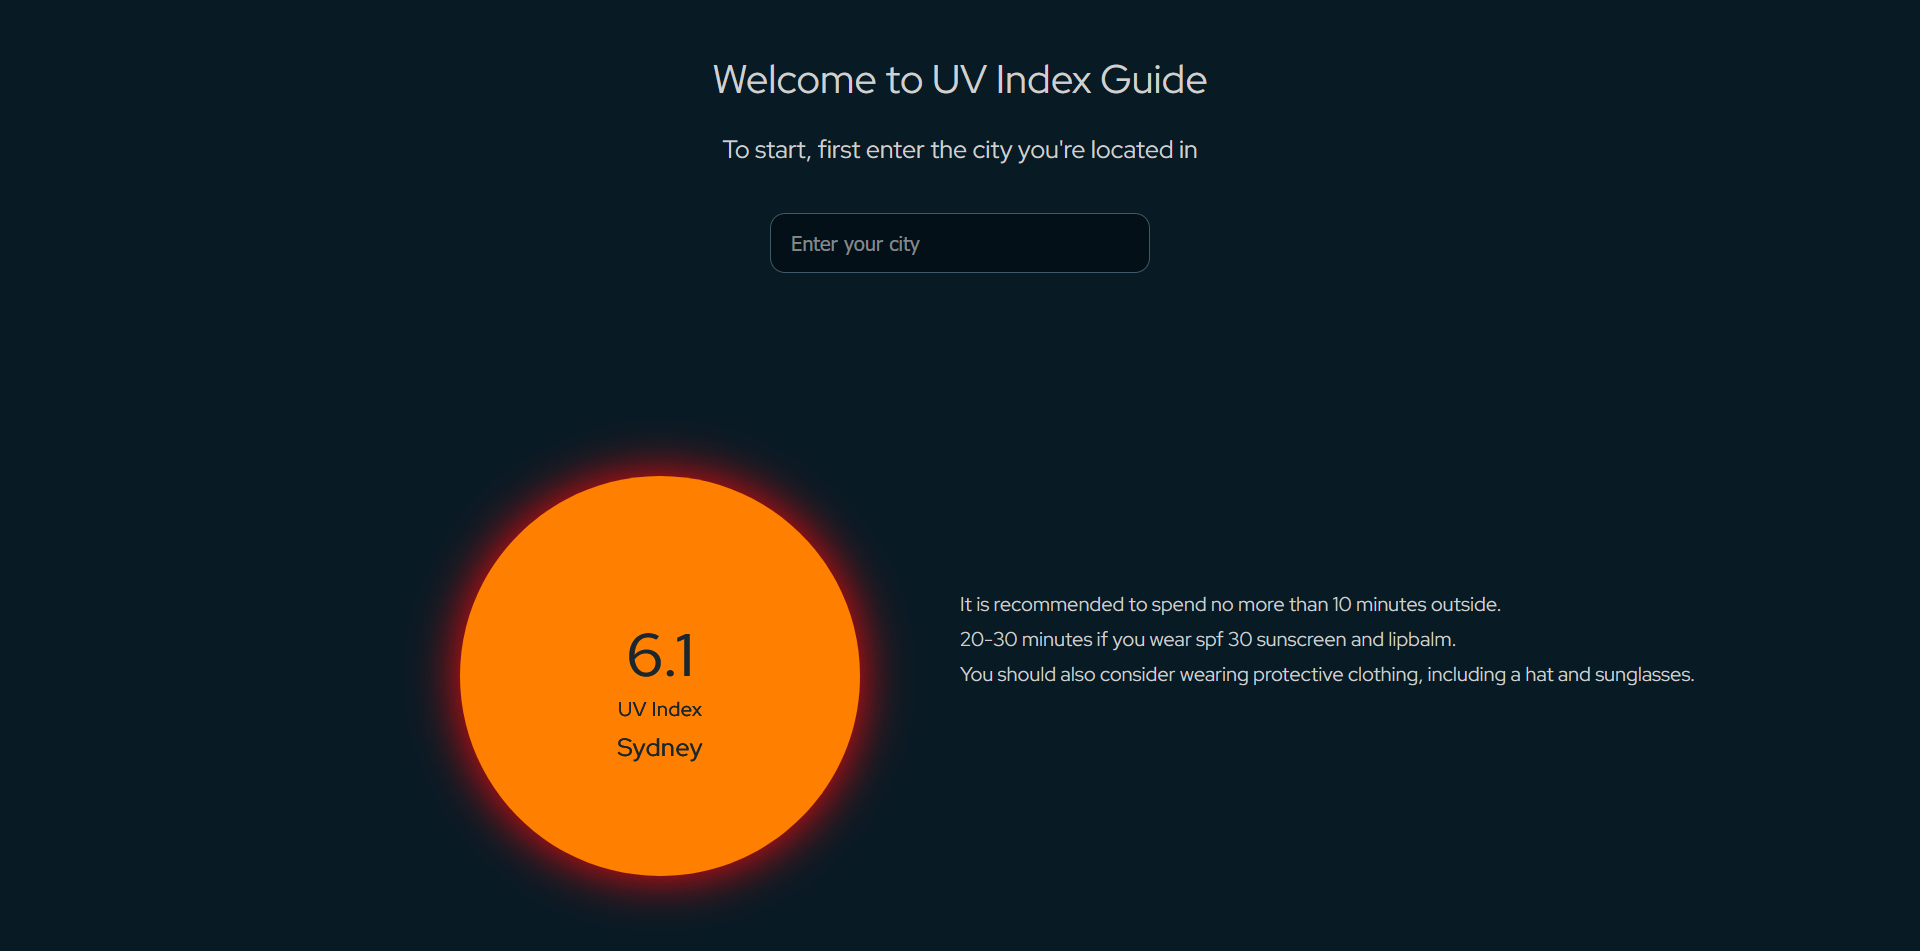 Welcome to UV Index Guide
To start, first enter the city you're located in
Enter your city
6.1
UV Index
Sydney
It is recommended to spend no more than 10 minutes outside.
20-30 minutes if you wear spf 30 sunscreen and lipbalm.
You should also consider wearing protective clothing, including a hat and sunglasses.